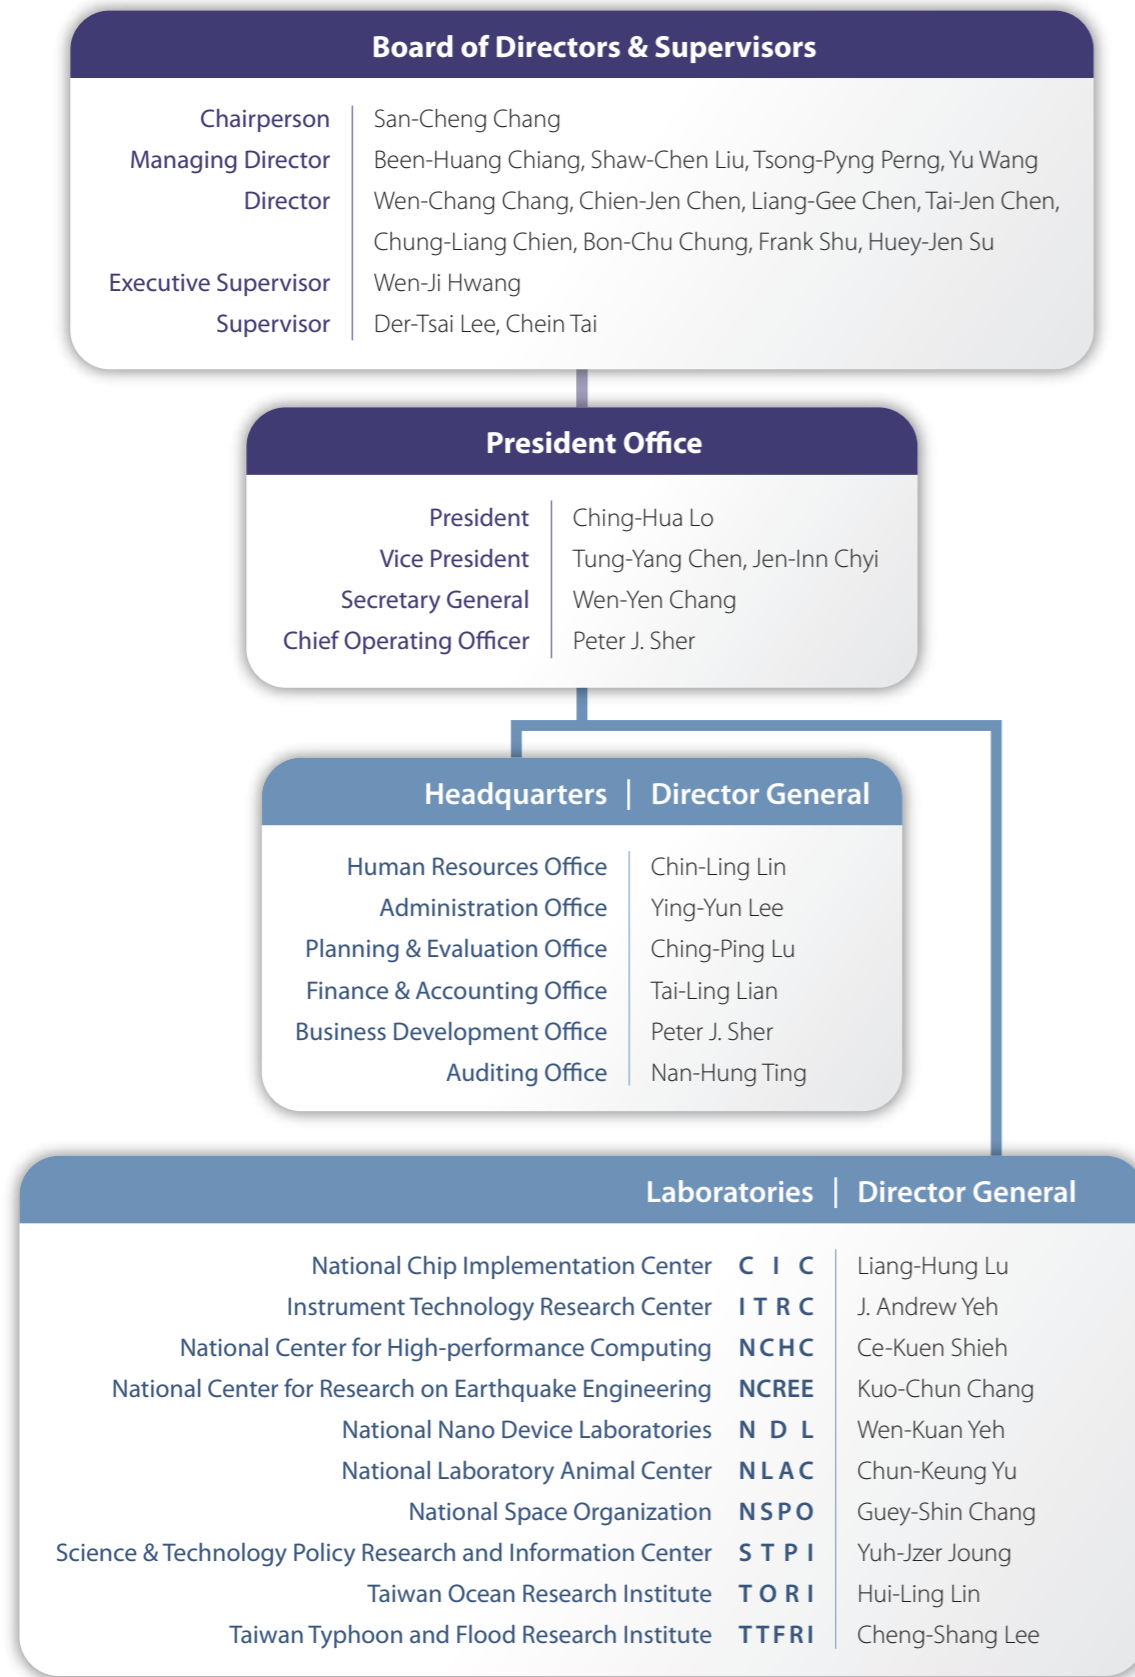 Board of Directors & Supervisors
Chairperson San-Cheng Chang
Managing Director Been-Huang Chiang, Shaw-Chen Liu, Tsong-Pyng Perng, Yu Wang
Director Wen-Chang Chang, Chien-Jen Chen, Liang-Gee Chen, Tai-Jen Chen,
Chung-Liang Chien, Bon-Chu Chung, Frank Shu, Huey-Jen Su
Executive Supervisor Wen-Ji Hwang
Supervisor Der-Tsai Lee, Chein Tai
President Office
President Ching-Hua Lo
Vice President Tung-Yang Chen, Jen-Inn Chyi
Secretary General Wen-Yen Chang
Chief Operating Officer Peter J. Sher
Headquarters | Director General
Human Resources Office Chin-Ling Lin
Administration Office Ying-Yun Lee
Planning & Evaluation Office Ching-Ping Lu
Finance & Accounting Office Tai-Ling Lian
Business Development Office Peter J. Sher
Auditing Office Nan-Hung Ting
Laboratories | Director General
National Chip Implementation Center CIC Liang-Hung Lu
Instrument Technology Research Center ITRC J. Andrew Yeh
National Center for High-performance Computing NCHC Ce-Kuen Shieh
National Center for Research on Earthquake Engineering NCREE Kuo-Chun Chang
National Nano Device Laboratories NDL Wen-Kuan Yeh
National Laboratory Animal Center NLAC Chun-Keung Yu
National Space Organization NSPO Guey-Shin Chang
Science & Technology Policy Research and Information Center STPI Yuh-Jzer Joung
Taiwan Ocean Research Institute TORI Hui-Ling Lin
Taiwan Typhoon and Flood Research Institute TTFRI Cheng-Shang Lee